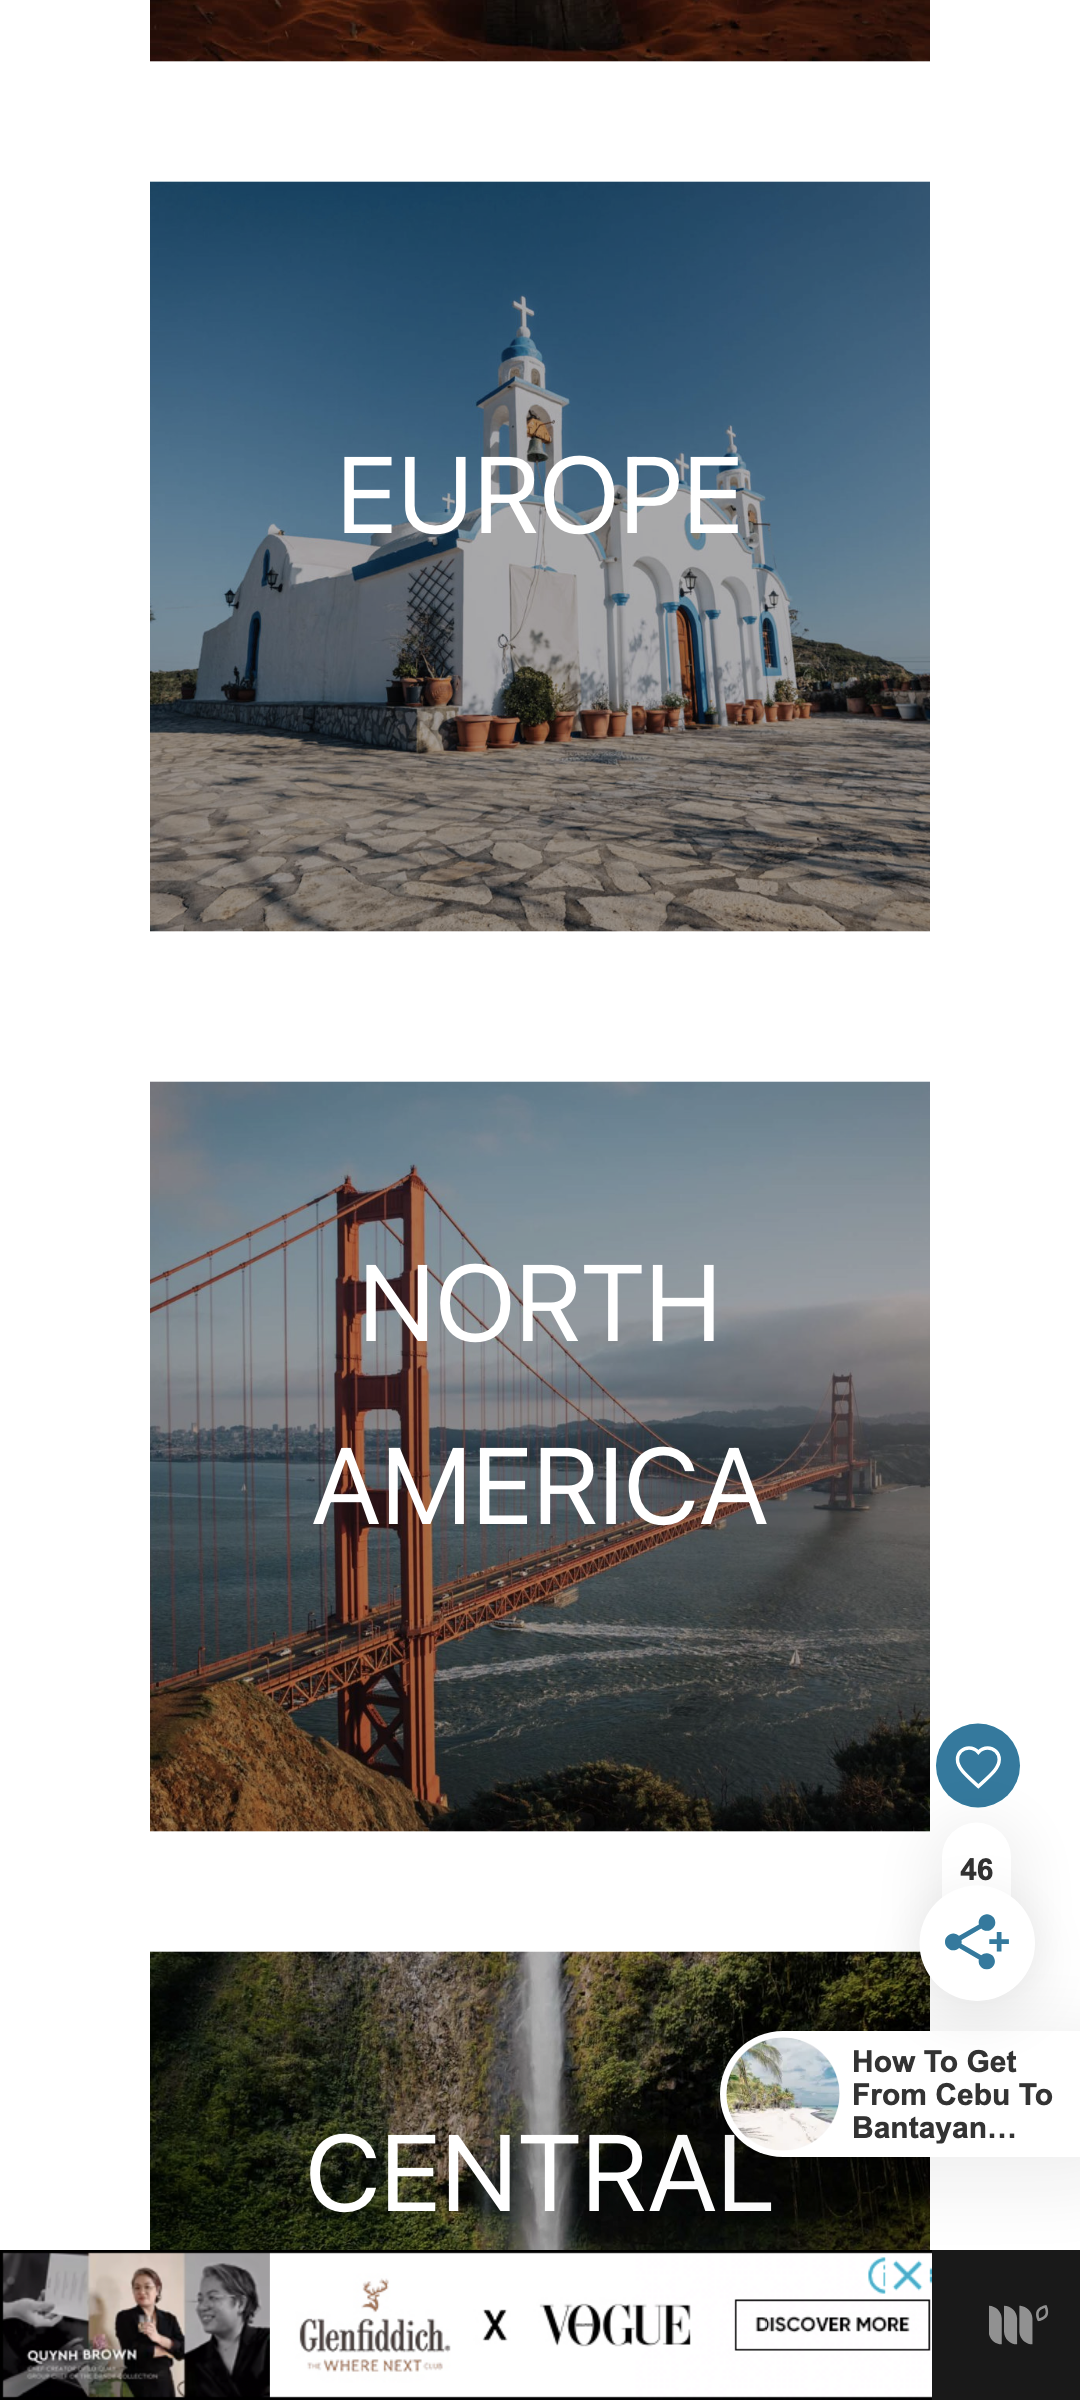 EUROPE
NORTH
AMERICA
46
How To Get
From Cebu To
Bantayan...
CENTRAL
QUYNH BROWN
Glenfiddich.
THE WHERE NEXT CLUB
X
VOGUE
DISCOVER MORE